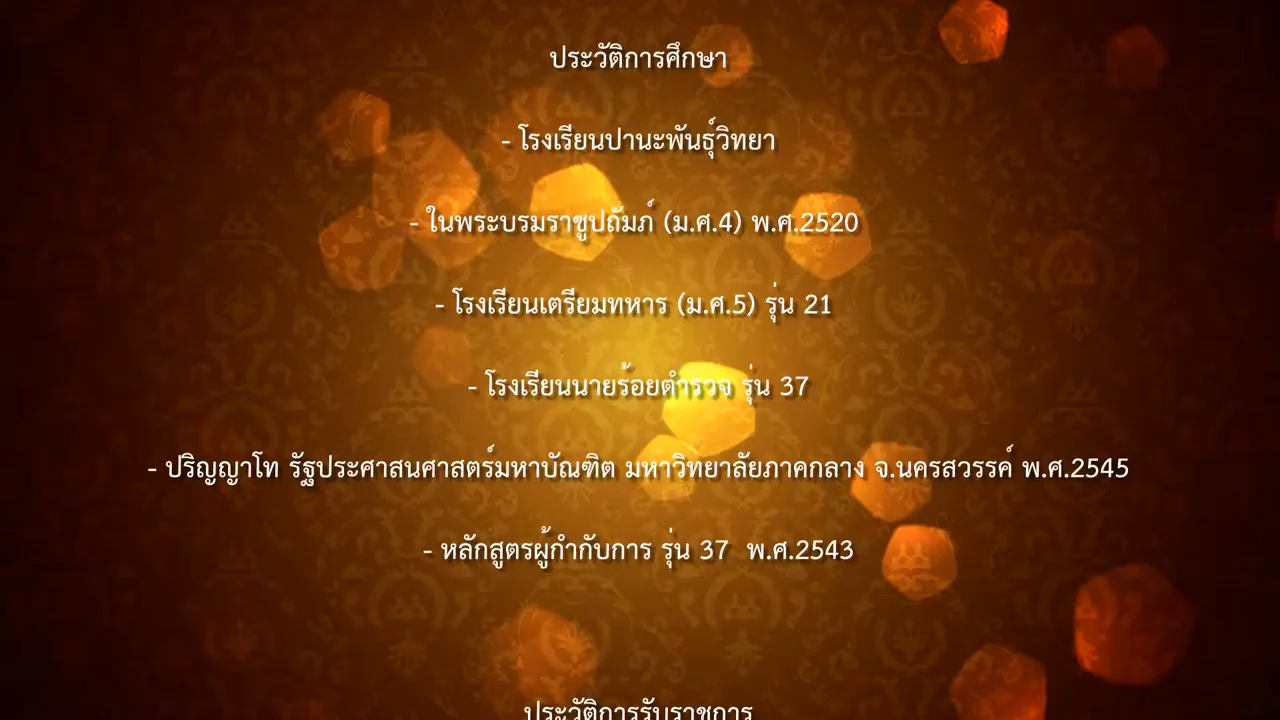 ประวัติการศึกษา
- โรงเรียนปานะพันธุ์วิทยา
- ในพระบรมราชูปถัมภ์ (ม.ศ.4) พ.ศ.2520
- โรงเรียนเตรียมทหาร (ม.ศ.5) รุ่น 21
- โรงเรียนนายร้อยตำรวจ รุ่น 37
- ปริญญาโท รัฐประศาสนศาสตร์มหาบัณฑิต มหาวิทยาลัยภาคกลาง จ.นครสวรรค์ พ.ศ.2545
- หลักสูตรผู้กำกับการ รุ่น 37 พ.ศ.2543
ประวัติการรับราชการ